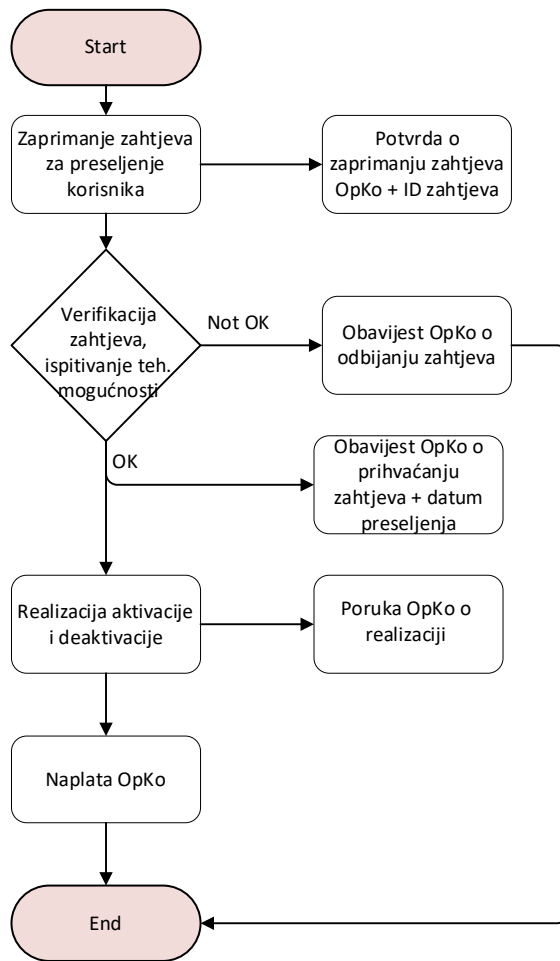 Start
Zaprimanje zahtjeva
za preseljenje
korisnika
Potvrda o
zaprimanju zahtjeva
OpKo + ID zahtjeva
Verifikacija
zahtjeva,
ispitivanje teh.
mogućnosti
Not OK
Obavijest OpKo o
odbijanju zahtjeva
OK
Obavijest OpKo o
prihvaćanju
zahtjeva + datum
preseljenja
Realizacija aktivacije
i deaktivacije
Poruka OpKo o
realizaciji
Naplata OpKo
End